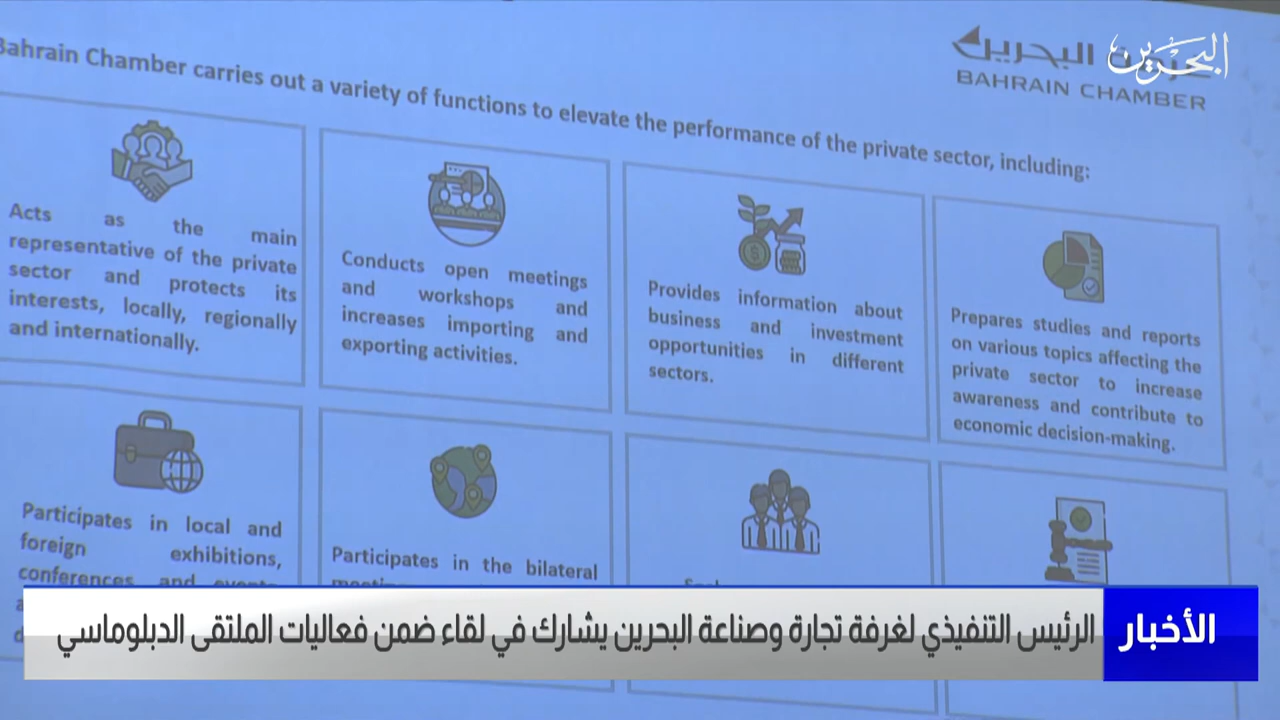 البحرين
غرفة البحرين
BAHRAIN CHAMBER
Bahrain Chamber carries out a variety of functions to elevate the performance of the private sector, including:
Acts as the main
representative of the private
sector and protects its
interests, locally, regionally
and internationally.
Conducts open meetings
and workshops and
increases importing and
exporting activities.
Provides information about
business and investment
opportunities in different
sectors.
Prepares studies and reports
on various topics affecting the
private sector to increase
awareness and contribute to
economic decision-making.
Participates in local and
foreign exhibitions,
conferences and events
Participates in the bilateral
الأخبار
الرئيس التنفيذي لغرفة تجارة وصناعة البحرين يشارك في لقاء ضمن فعاليات الملتقى الدبلوماسي